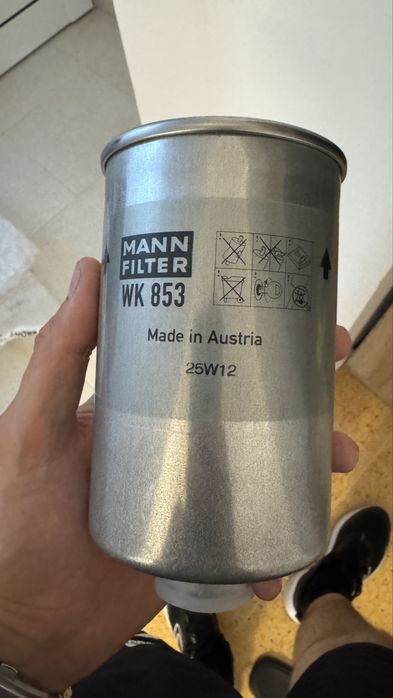 MANN
FILTER
WK 853
Made in Austria
25W12